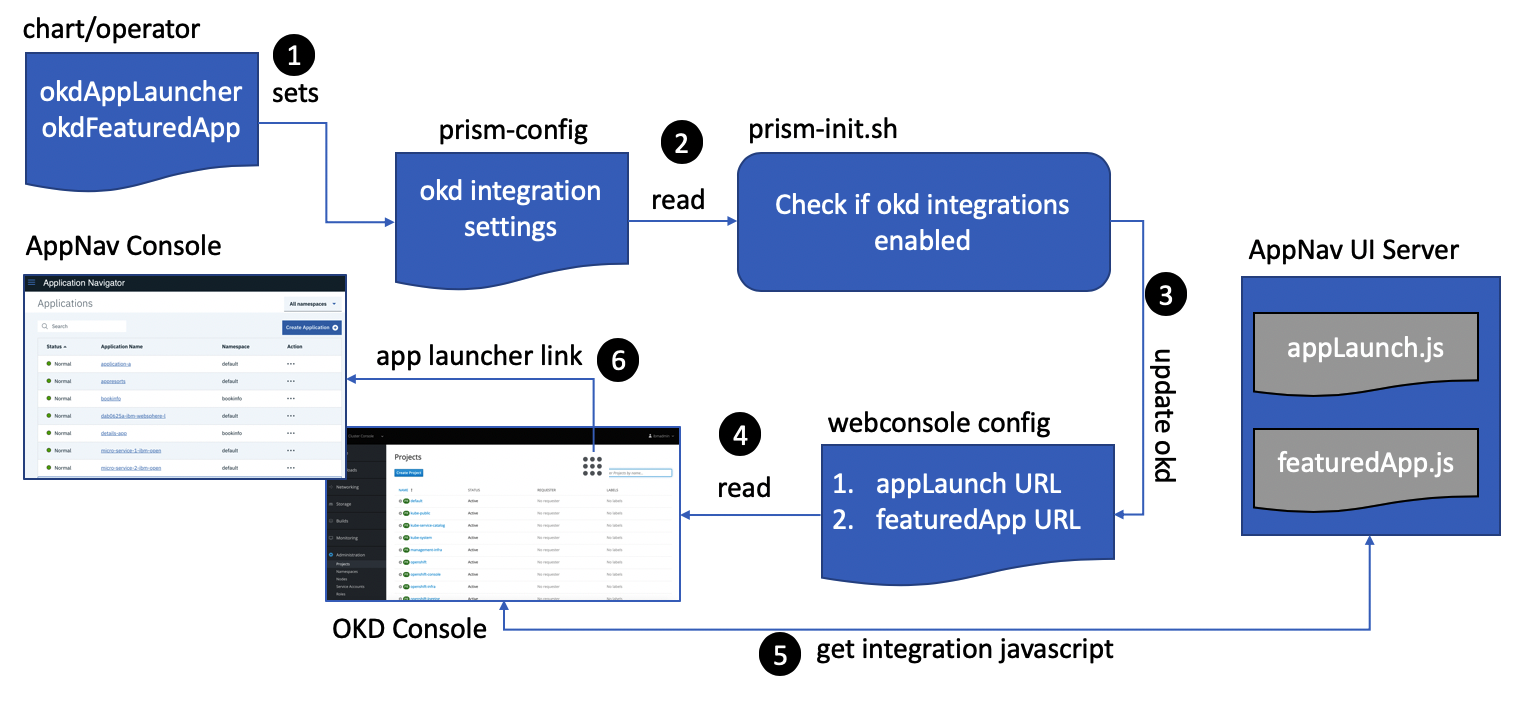 chart/operator
okdAppLauncher
okdFeaturedApp
1
sets
prism-config
okd integration
settings
2
read
prism-init.sh
Check if okd integrations
enabled
3
update okd
AppNav UI Server
appLaunch.js
featuredApp.js
AppNav Console
Application Navigator
Applications
All namespaces
Search
Create Application
Status Application Name Namespace Action
Normal application-a default
Normal appresorts default
Normal bookinfo bookinfo
Normal default
Normal details-app bookinfo
Normal micro-service-1-ibm-open default
Normal micro-service-2-ibm-open default
app launcher link
6
webconsole config
1. appLaunch URL
2. featuredApp URL
4
read
Cluster Console
Projects
Create Project
Projects by name...
NAME STATUS REQUESTER LABELS
default Active No requester No labels
kube-public Active No requester No labels
kube-service-catalog Active No requester No labels
kube-system Active No requester No labels
management-infra Active No requester No labels
openshift Active No requester No labels
openshift-console Active No requester No labels
openshift-infra Active No requester No labels
Active No requester No labels
Networking
Storage
Builds
Monitoring
Administration
Projects
Namespaces
Nodes
Service Accounts
Roles
OKD Console
5
get integration javascript